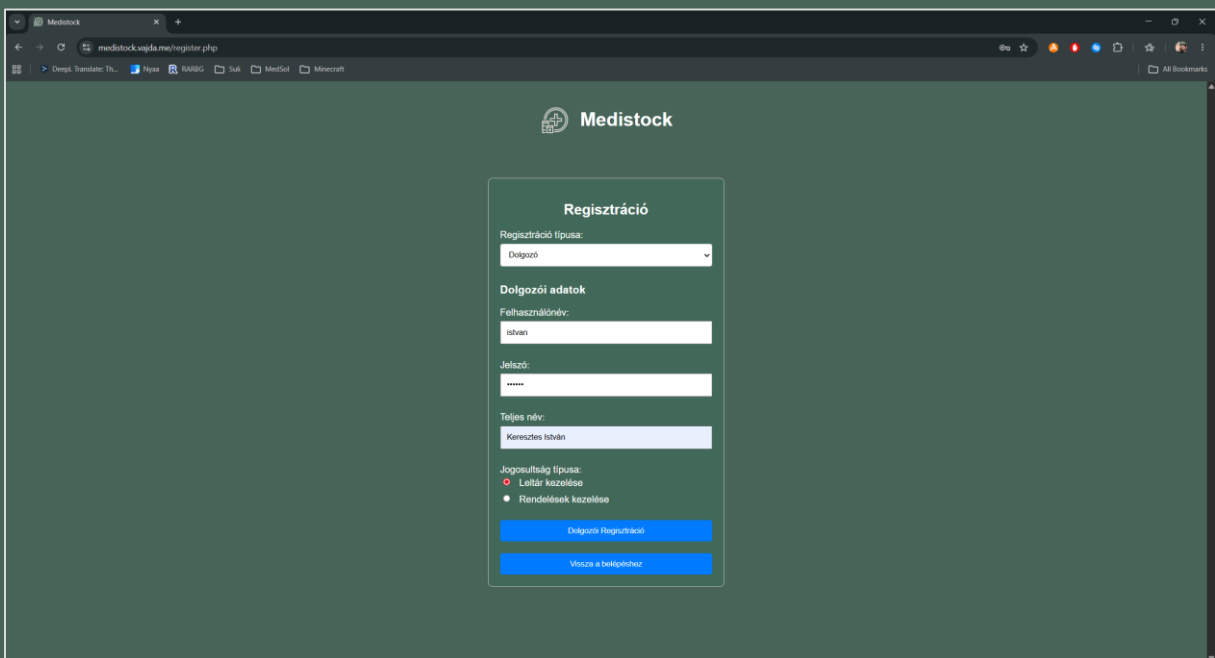 Medistock
medistock.vajda.me/register.php
DeepL Translate: Th...
Nyaa
RARBG
Suli
MedSol
Minecraft
All Bookmarks
Medistock
Regisztráció
Regisztráció típusa:
Dolgozó
Dolgozói adatok
Felhasználónév:
istvan
Jelszó:
••••••
Teljes név:
Keresztes István
Jogosultság típusa:
Leltár kezelése
Rendelések kezelése
Dolgozói Regisztráció
Vissza a belépéshez